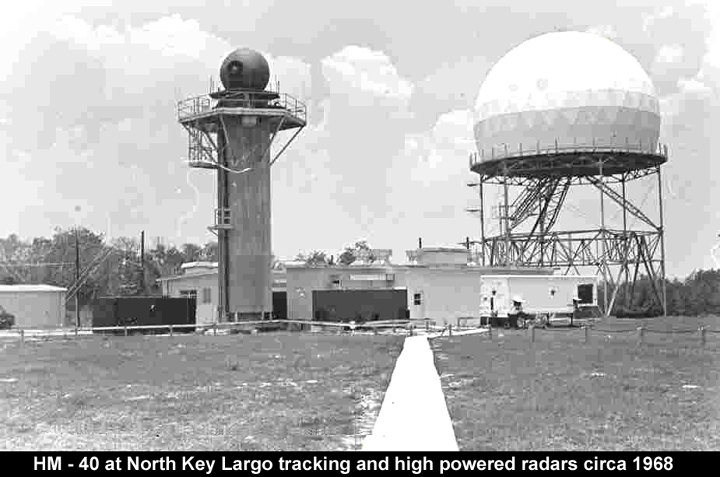 HM - 40 at North Key Largo tracking and high powered radars circa 1968